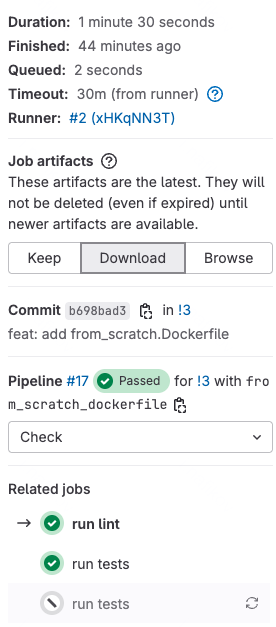 Duration: 1 minute 30 seconds
Finished: 44 minutes ago
Queued: 2 seconds
Timeout: 30m (from runner)
Runner: #2 (xHKqNN3T)
Job artifacts
These artifacts are the latest. They will
not be deleted (even if expired) until
newer artifacts are available.
Keep Download Browse
Commit b698bad3 in !3
feat: add from_scratch.Dockerfile
Pipeline #17 Passed for !3 with fro
m_scratch_dockerfile
Check
Related jobs
run lint
run tests
run tests